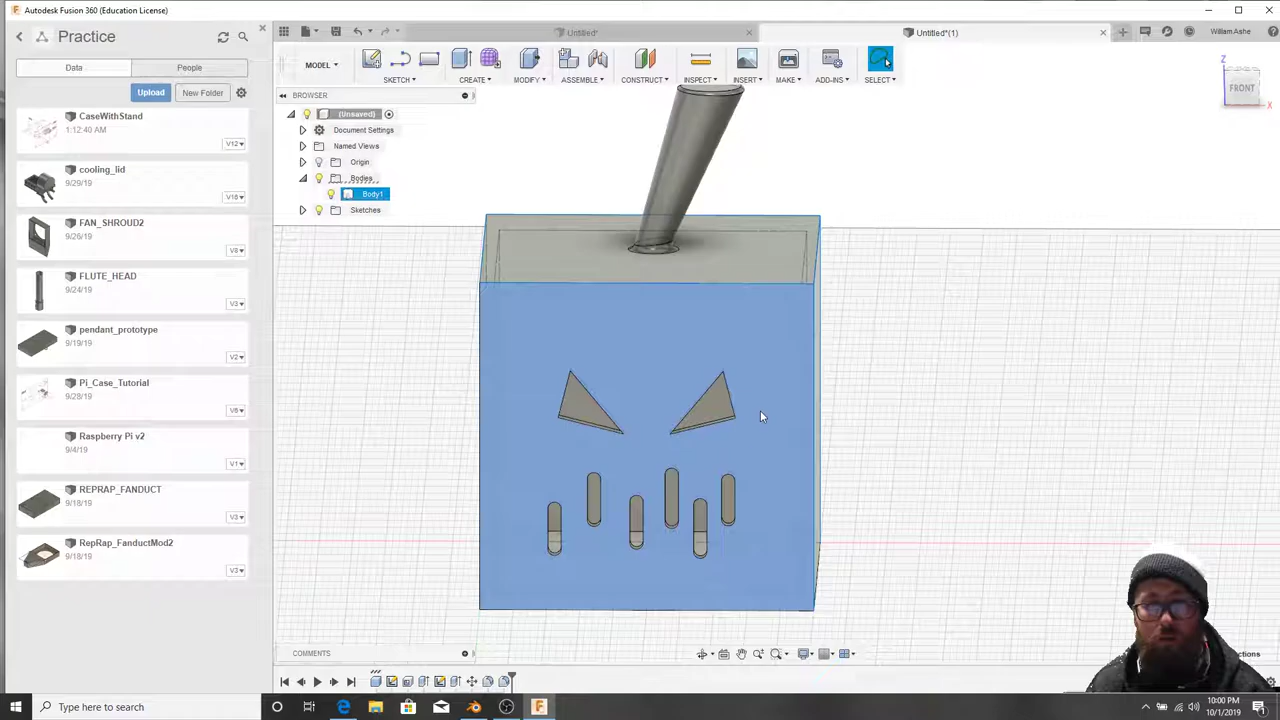 Autodesk Fusion 360 (Education License)
Practice
Data
People
Upload
New Folder
CaseWithStand
1:12:40 AM
V12
cooling_lid
9/29/19
V16
FAN_SHROUD2
9/26/19
V8
FLUTE_HEAD
9/24/19
V3
pendant_prototype
9/19/19
V2
Pi_Case_Tutorial
9/28/19
V6
Raspberry Pi v2
9/4/19
V1
REPRAP_FANDUCT
9/18/19
V3
RepRap_FanductMod2
9/18/19
V3
Untitled*
Untitled*(1)
William Ashe
MODEL
SKETCH
CREATE
MODIFY
ASSEMBLE
CONSTRUCT
INSPECT
INSERT
MAKE
ADD-INS
SELECT
BROWSER
(Unsaved)
Document Settings
Named Views
Origin
Bodies
Body1
Sketches
Z
FRONT
X
COMMENTS
Type here to search
10:00 PM
10/1/2019